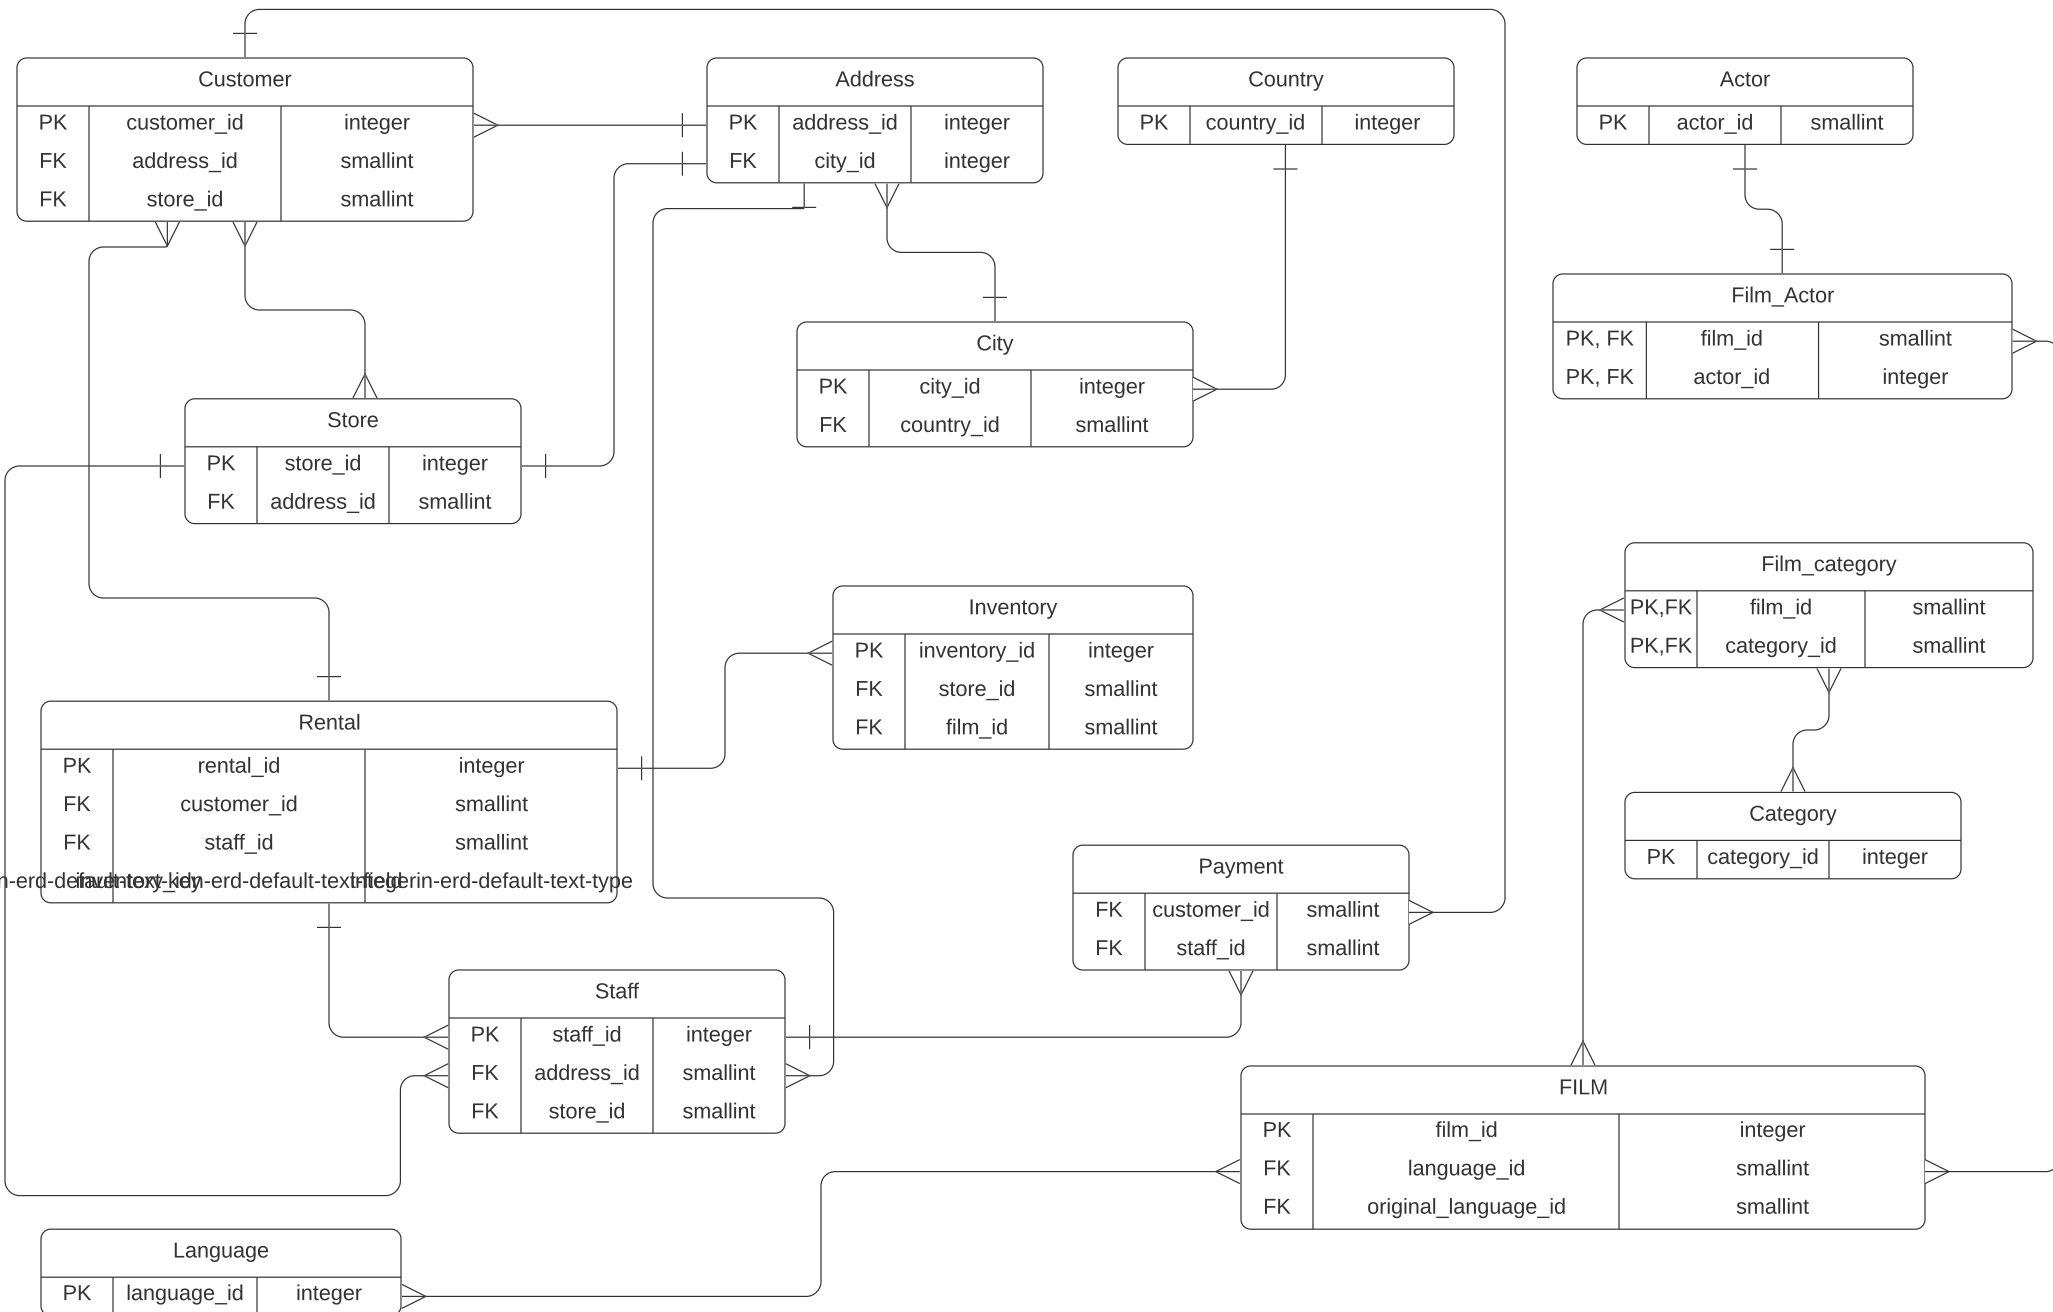 Customer
PK customer_id integer
FK address_id smallint
FK store_id smallint
Address
PK address_id integer
FK city_id integer
Country
PK country_id integer
Actor
PK actor_id smallint
Film_Actor
PK, FK film_id smallint
PK, FK actor_id integer
City
PK city_id integer
FK country_id smallint
Store
PK store_id integer
FK address_id smallint
Film_category
PK,FK film_id smallint
PK,FK category_id smallint
Inventory
PK inventory_id integer
FK store_id smallint
FK film_id smallint
Rental
PK rental_id integer
FK customer_id smallint
FK staff_id smallint
Category
PK category_id integer
Payment
FK customer_id smallint
FK staff_id smallint
Staff
PK staff_id integer
FK address_id smallint
FK store_id smallint
FILM
PK film_id integer
FK language_id smallint
FK original_language_id smallint
Language
PK language_id integer